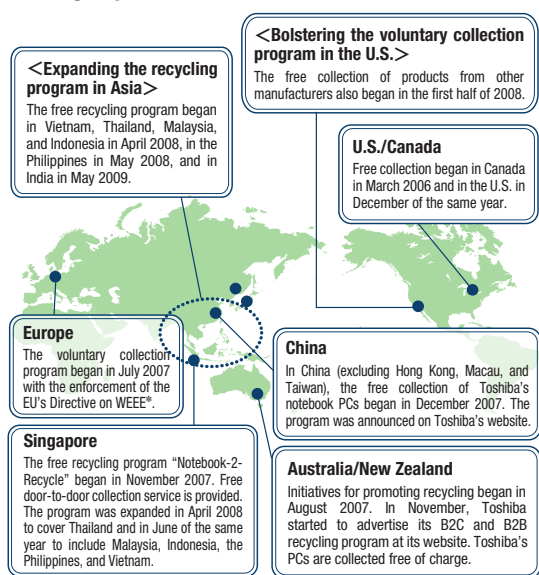 <Expanding the recycling
program in Asia>
The free recycling program began
in Vietnam, Thailand, Malaysia,
and Indonesia in April 2008, in the
Philippines in May 2008, and in
India in May 2009.
<Bolstering the voluntary collection
program in the U.S.>
The free collection of products from other
manufacturers also began in the first half of 2008.
U.S./Canada
Free collection began in Canada
in March 2006 and in the U.S. in
December of the same year.
Europe
The voluntary collection
program began in July 2007
with the enforcement of the
EU's Directive on WEEE*.
China
In China (excluding Hong Kong, Macau, and
Taiwan), the free collection of Toshiba's
notebook PCs began in December 2007. The
program was announced on Toshiba's website.
Singapore
The free recycling program “Notebook-2-
Recycle” began in November 2007. Free
door-to-door collection service is provided.
The program was expanded in April 2008
to cover Thailand and in June of the same
year to include Malaysia, Indonesia, the
Philippines, and Vietnam.
Australia/New Zealand
Initiatives for promoting recycling began in
August 2007. In November, Toshiba
started to advertise its B2C and B2B
recycling program at its website. Toshiba's
PCs are collected free of charge.